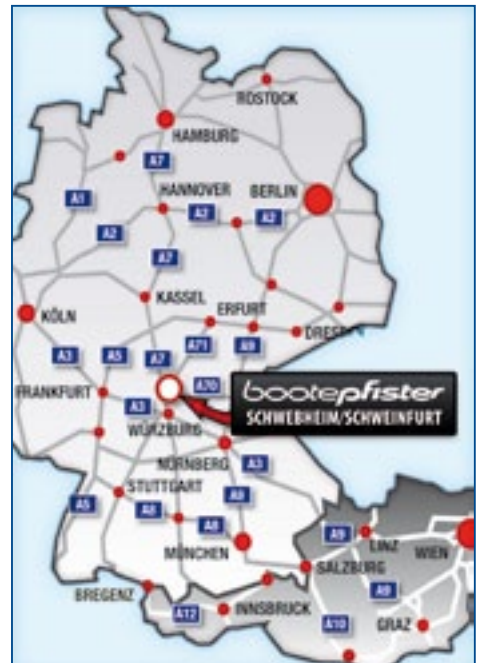 ROSTOCK
HAMBURG
A7
A1
HANNOVER
BERLIN
A2
A2
A2
A7
KASSEL
KÖLN
ERFURT
A3
A5
A7
A71
A9
A70
FRANKFURT
A3
WÜRZBURG
bootepfister
SCHWEBHEIM/SCHWEINFURT
NÜRNBERG
A3
STUTTGART
A5
A8
A9
A8
MÜNCHEN
A9
LINZ
WIEN
SALZBURG
BREGENZ
A12
INNSBRUCK
A9
A10
GRAZ